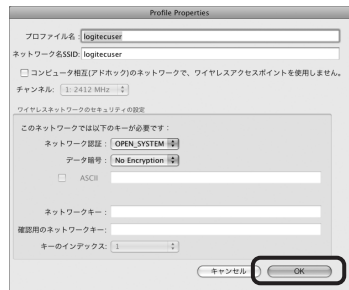 Profile Properties
プロファイル名 : logitecuser
ネットワーク名SSID: logitecuser
コンピュータ相互(アドホック)のネットワークで、ワイヤレスアクセスポイントを使用しません。
チャンネル: 1: 2412 MHz
ワイヤレスネットワークのセキュリティの設定
このネットワークでは以下のキーが必要です :
ネットワーク認証 : OPEN_SYSTEM
データ暗号 : No Encryption
ASCII
ネットワークキー :
確認用のネットワークキー:
キーのインデックス: 1
キャンセル OK